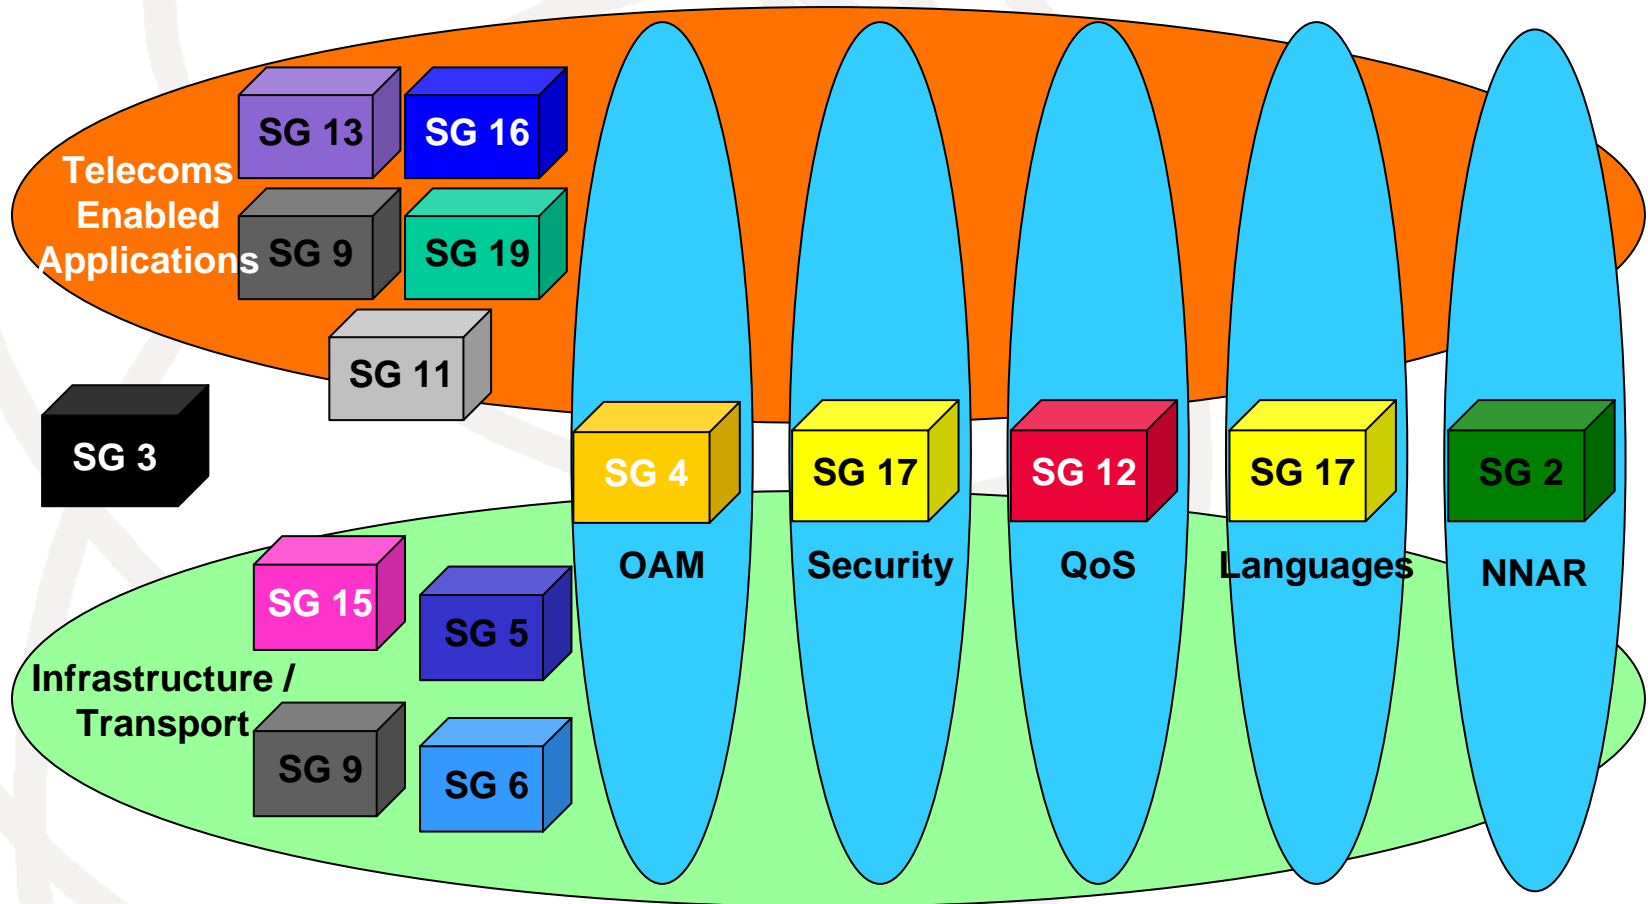 SG 13
SG 16
Telecoms
Enabled
Applications
SG 9
SG 19
SG 11
SG 3
SG 4
SG 17
SG 12
SG 17
SG 2
OAM
Security
QoS
Languages
NNAR
SG 15
SG 5
Infrastructure /
Transport
SG 9
SG 6